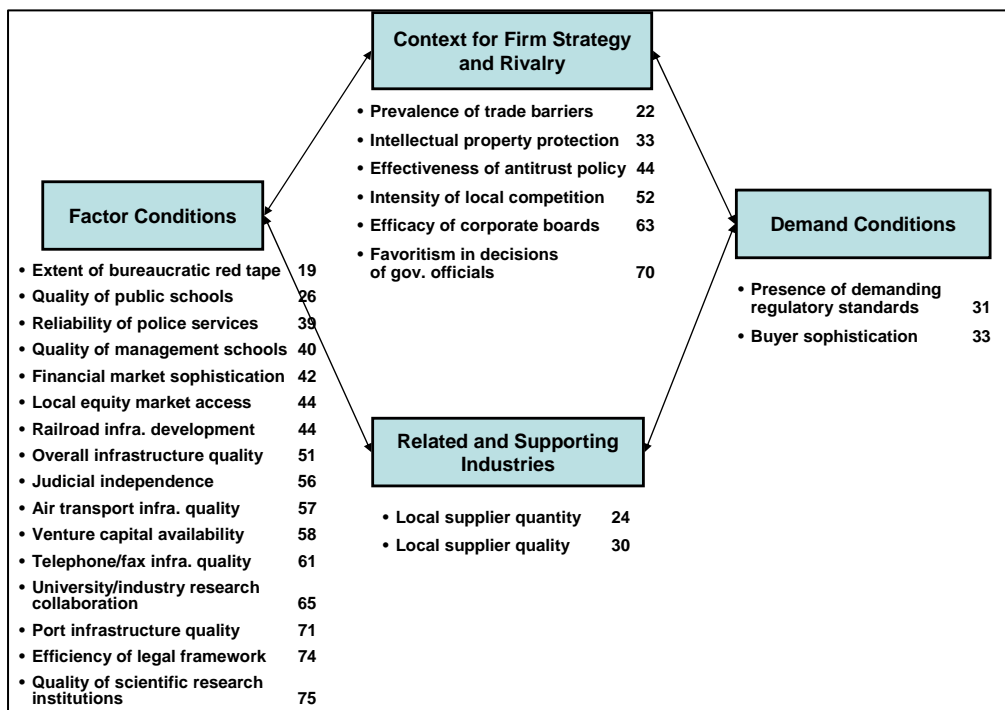 Context for Firm Strategy
and Rivalry
• Prevalence of trade barriers 22
• Intellectual property protection 33
• Effectiveness of antitrust policy 44
• Intensity of local competition 52
• Efficacy of corporate boards 63
• Favoritism in decisions
of gov. officials 70
Factor Conditions
• Extent of bureaucratic red tape 19
• Quality of public schools 26
• Reliability of police services 39
• Quality of management schools 40
• Financial market sophistication 42
• Local equity market access 44
• Railroad infra. development 44
• Overall infrastructure quality 51
• Judicial independence 56
• Air transport infra. quality 57
• Venture capital availability 58
• Telephone/fax infra. quality 61
• University/industry research
collaboration 65
• Port infrastructure quality 71
• Efficiency of legal framework 74
• Quality of scientific research
institutions 75
Demand Conditions
• Presence of demanding
regulatory standards 31
• Buyer sophistication 33
Related and Supporting
Industries
• Local supplier quantity 24
• Local supplier quality 30